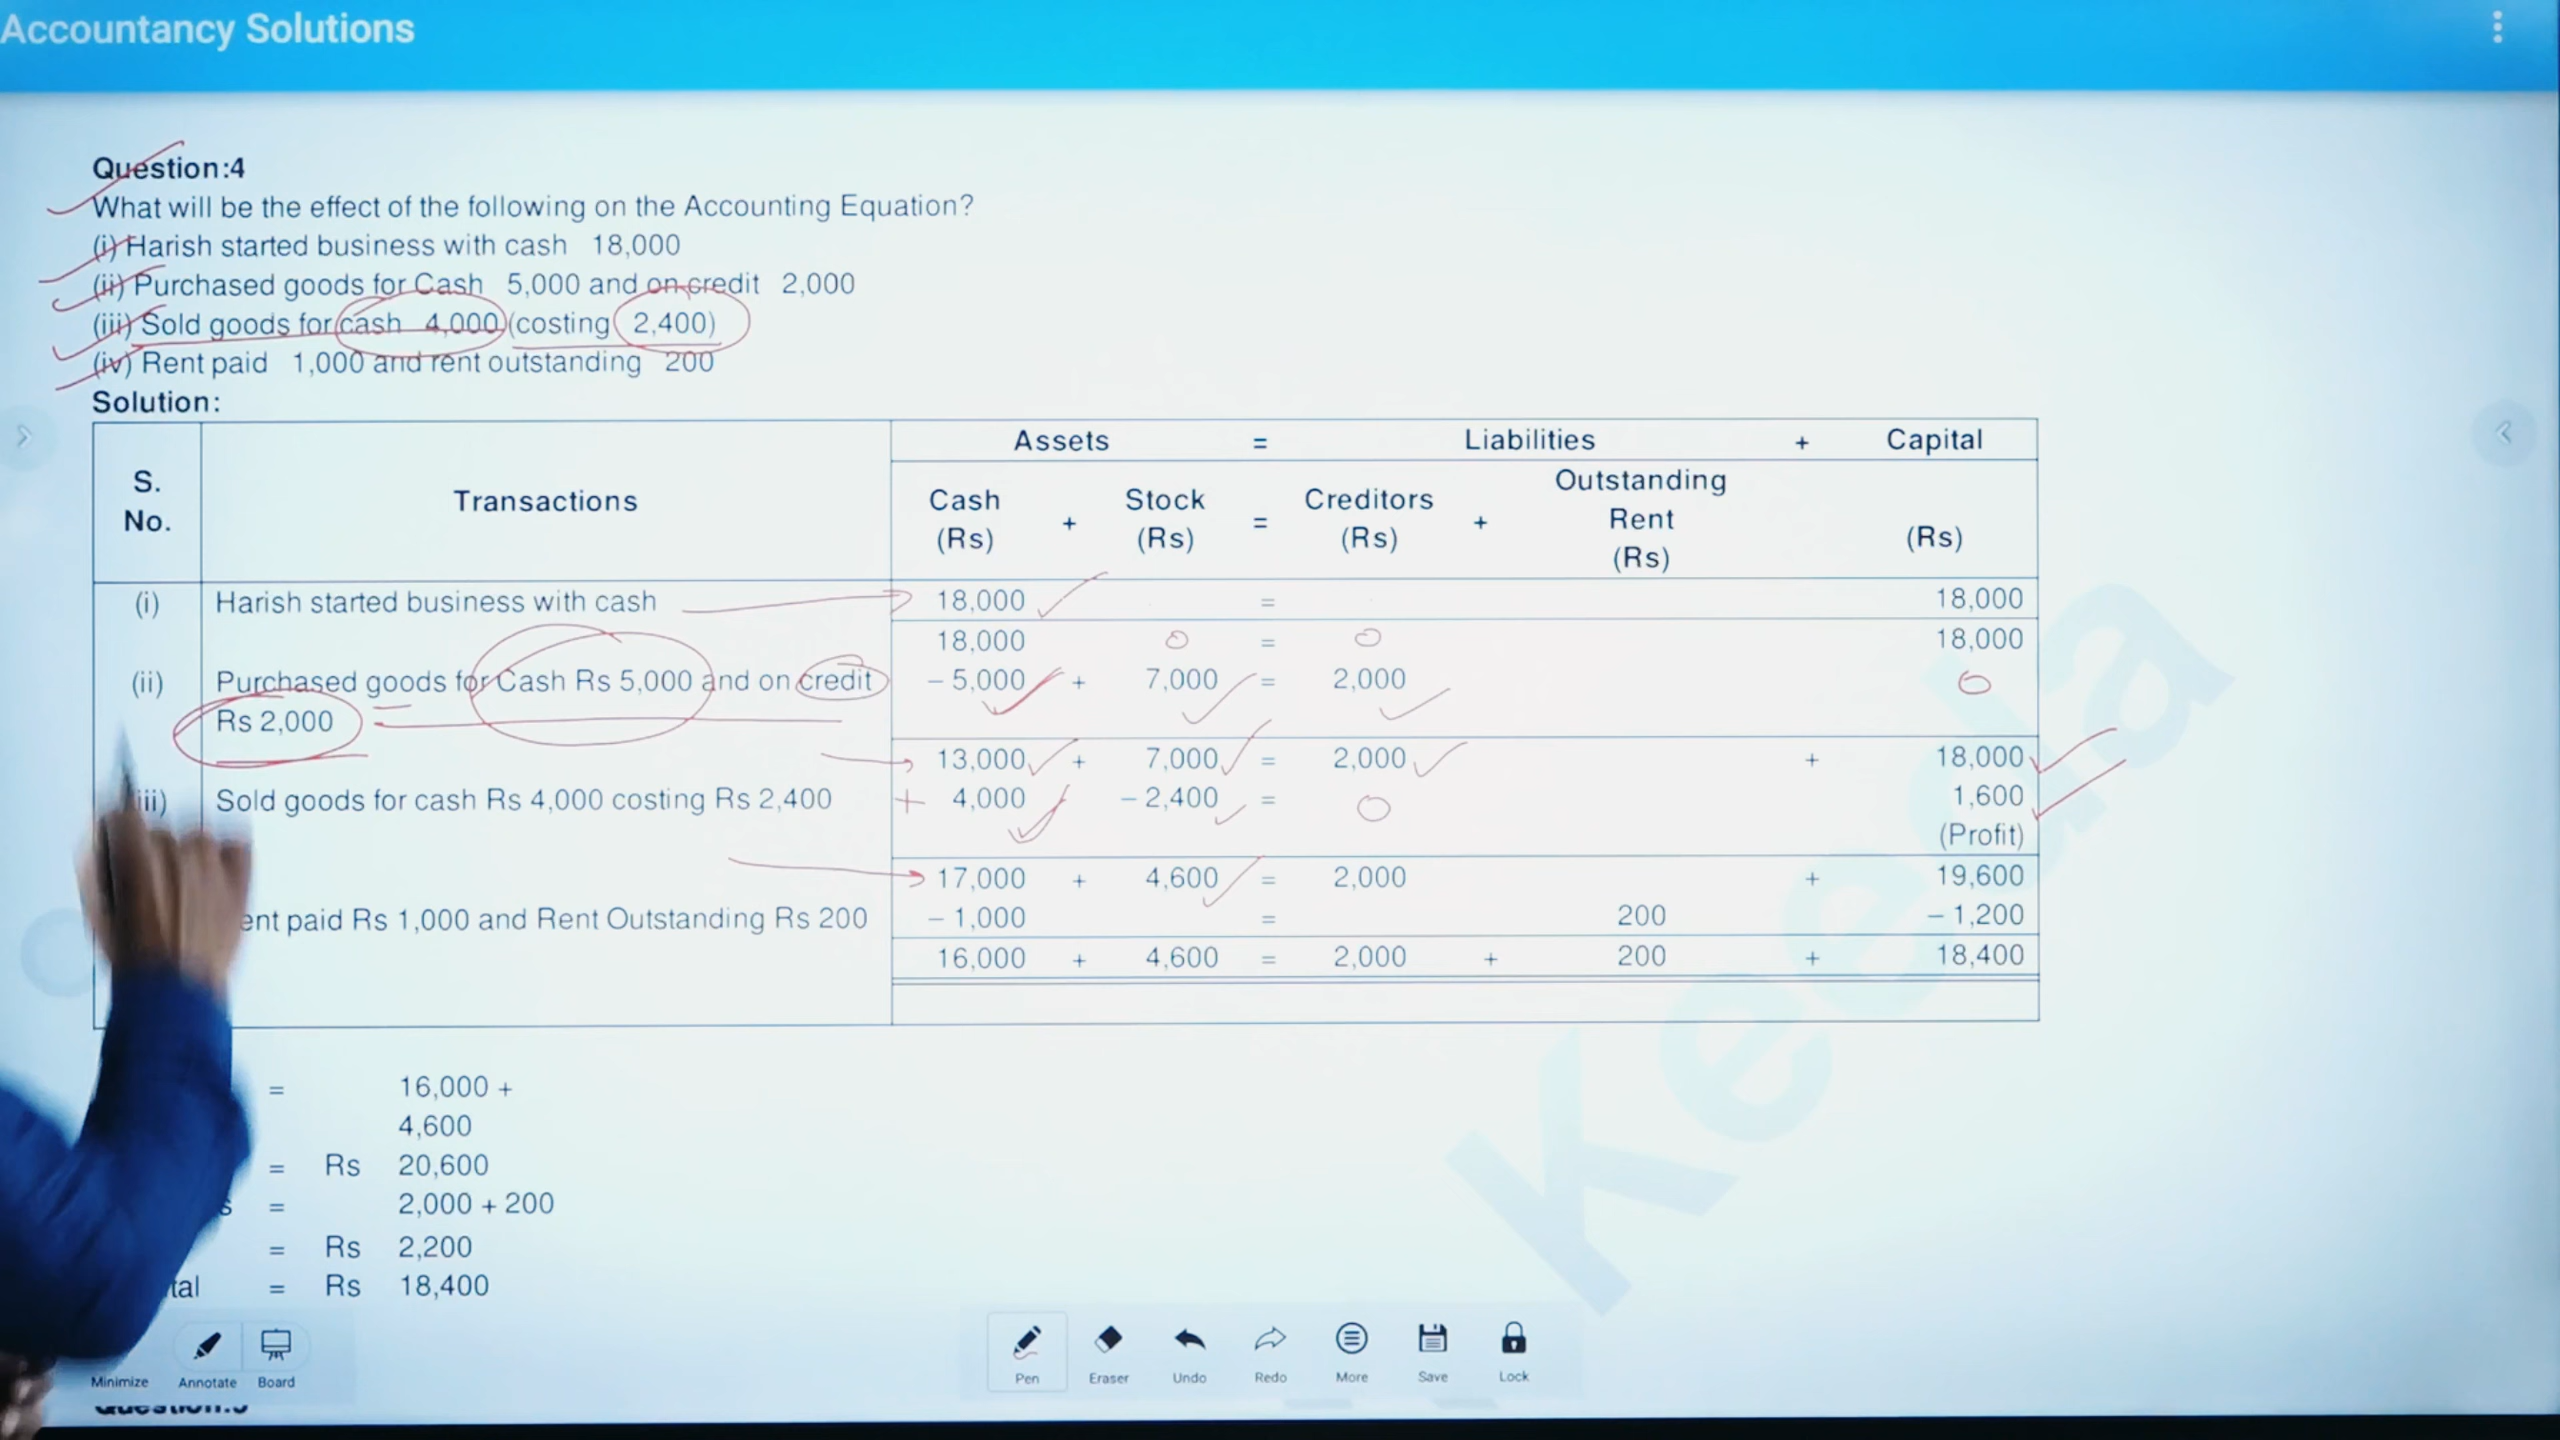 Accountancy Solutions
Question:4
What will be the effect of the following on the Accounting Equation?
(i) Harish started business with cash 18,000
(ii) Purchased goods for Cash 5,000 and on credit 2,000
(iii) Sold goods for cash 4,000 (costing 2,400)
(iv) Rent paid 1,000 and rent outstanding 200
Solution:
S. No. Transactions Assets = Liabilities + Capital
Cash (Rs) + Stock (Rs) = Creditors (Rs) + Outstanding Rent (Rs) (Rs)
(i) Harish started business with cash 18,000 = 18,000
18,000 0 = 0 18,000
(ii) Purchased goods for Cash Rs 5,000 and on credit – 5,000 + 7,000 = 2,000 0
Rs 2,000
13,000 + 7,000 = 2,000 + 18,000
iii) Sold goods for cash Rs 4,000 costing Rs 2,400 + 4,000 – 2,400 = 0 1,600
(Profit)
17,000 + 4,600 = 2,000 + 19,600
ent paid Rs 1,000 and Rent Outstanding Rs 200 – 1,000 = 200 – 1,200
16,000 + 4,600 = 2,000 + 200 + 18,400
= 16,000 +
4,600
= Rs 20,600
s = 2,000 + 200
= Rs 2,200
tal = Rs 18,400
Keeda
Minimize Annotate Board Pen Eraser Undo Redo More Save Lock